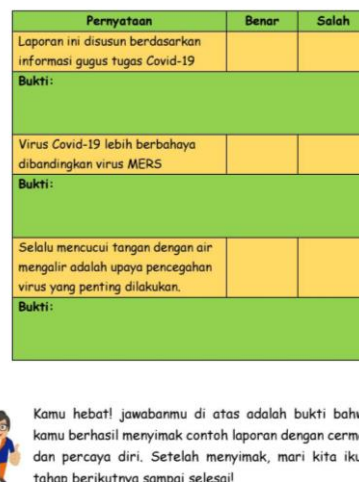 Pernyataan Benar Salah
Laporan ini disusun berdasarkan
informasi gugus tugas Covid-19
Bukti:
Virus Covid-19 lebih berbahaya
dibandingkan virus MERS
Bukti:
Selalu mencucui tangan dengan air
mengalir adalah upaya pencegahan
virus yang penting dilakukan.
Bukti:
Kamu hebat! jawabanmu di atas adalah bukti bahw
kamu berhasil menyimak contoh laporan dengan cerma
dan percaya diri. Setelah menyimak, mari kita iku
tahap berikutnya sampai selesai!